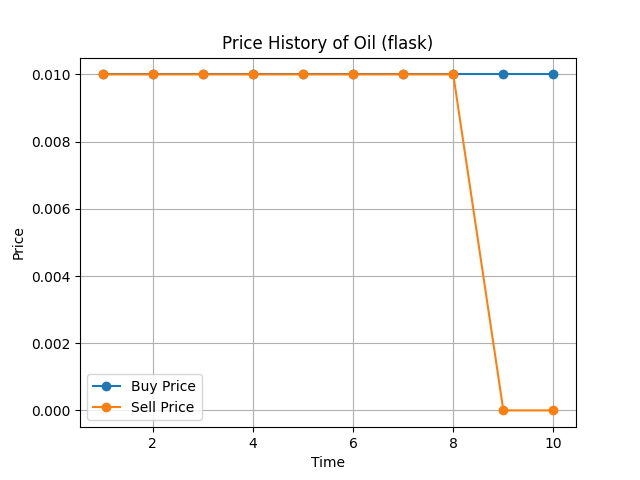 Price History of Oil (flask)
0.010
0.008
0.006
0.004
0.002
0.000
Price
Buy Price
Sell Price
2 4 6 8 10
Time